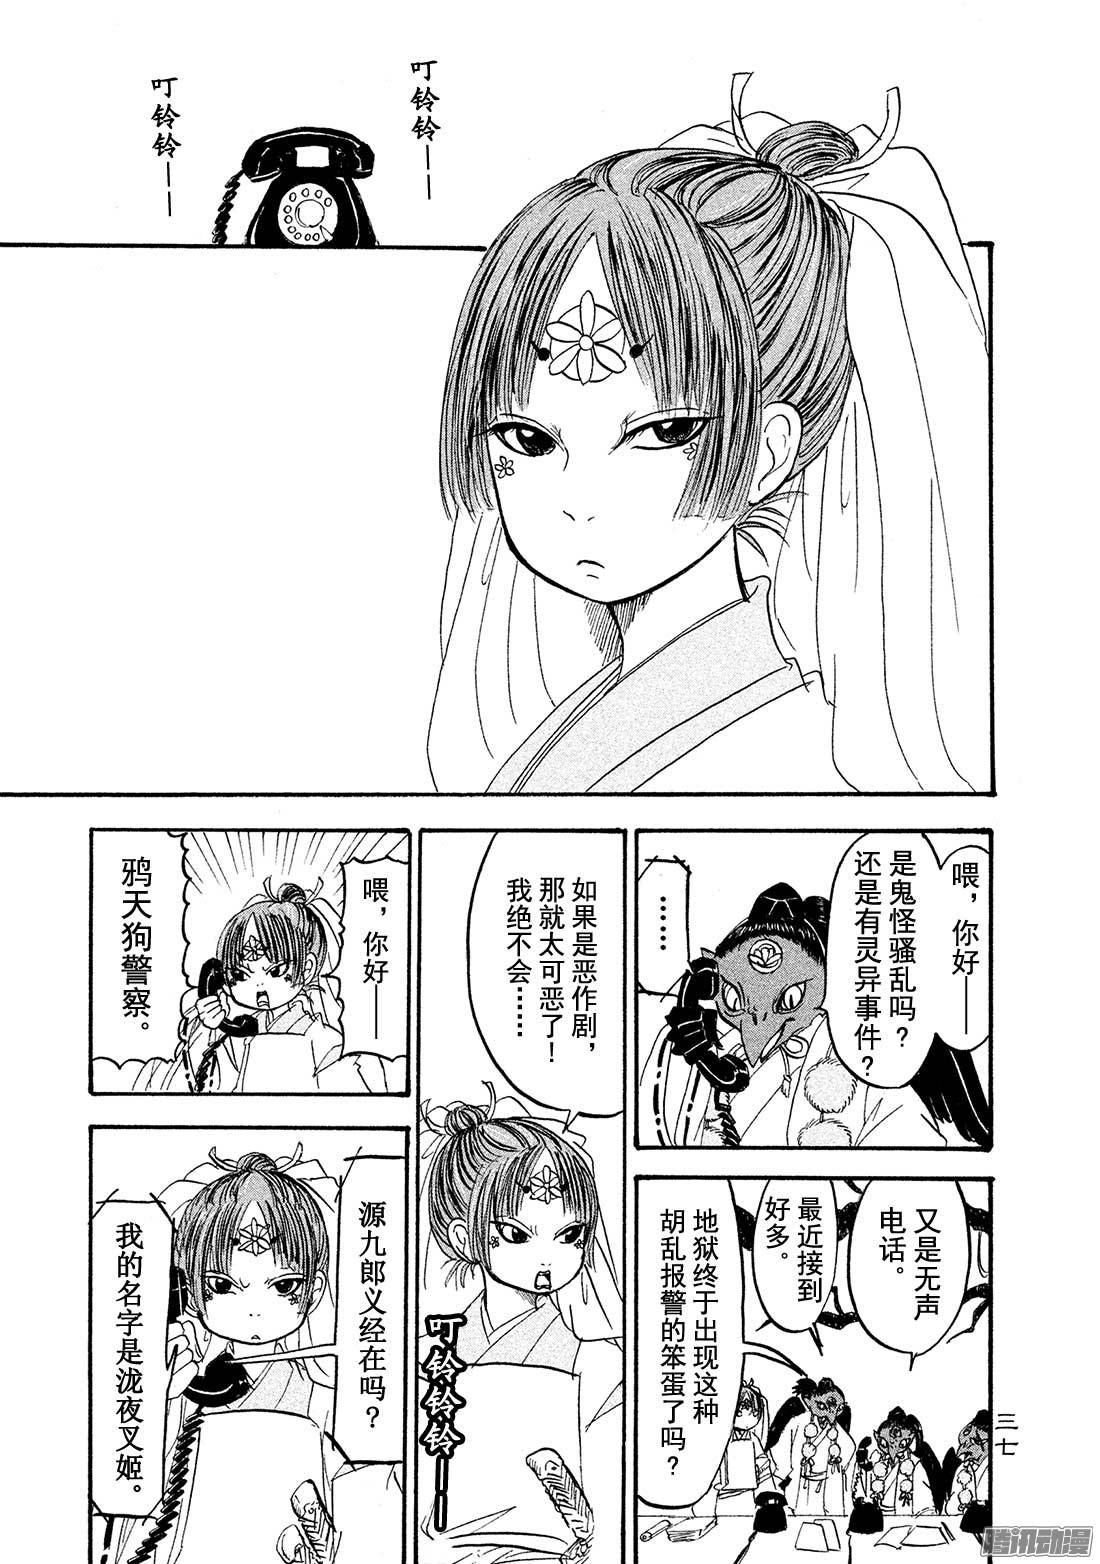 叮铃铃——
叮铃铃——
喂，你好——
是鬼怪骚乱吗？
还是有灵异事件？
……
又是无声
电话。
最近接到
好多。
地狱终于出现这种
胡乱报警的笨蛋了吗？
如果是恶作剧，
那就太可恶了！
我绝不会……
叮铃铃铃——
喂，你好——
鸦天狗警察。
源九郎义经在吗？
我的名字是泷夜叉姬。
三七
腾讯动漫